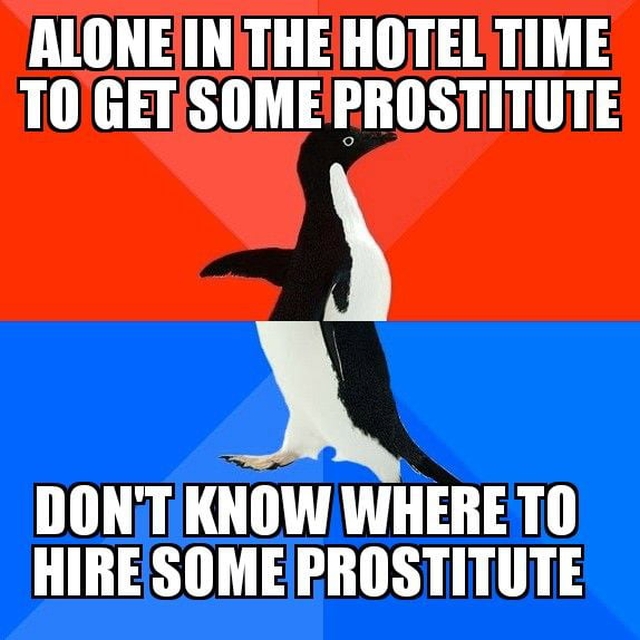 ALONE IN THE HOTEL TIME
TO GET SOME PROSTITUTE
DON'T KNOW WHERE TO
HIRE SOME PROSTITUTE